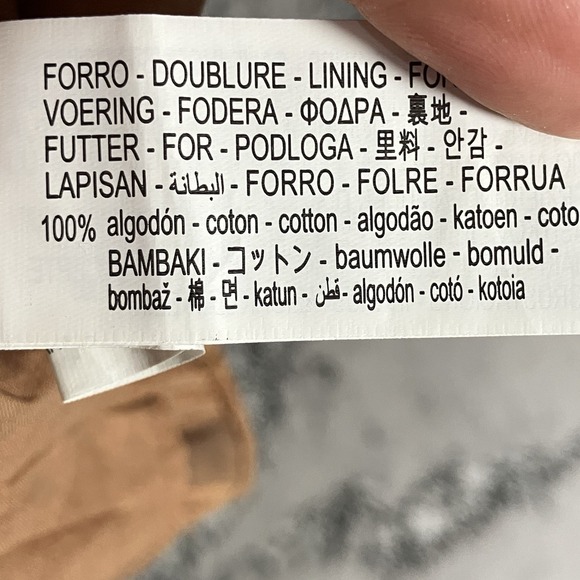 FORRO - DOUBLURE - LINING -
VOERING - FODERA - ΦΟΔΡΑ - 裏地 -
FUTTER - FOR - PODLOGA - 里料 - 안감 -
LAPISAN - البطانة - FORRO - FOLRE - FORRUA
100% algodón - coton - cotton - algodão - katoen - coto
BAMBAKI - コットン - baumwolle - bomuld -
bombaž - 棉 - 면 - katun - قطن - algodón - cotó - kotoia